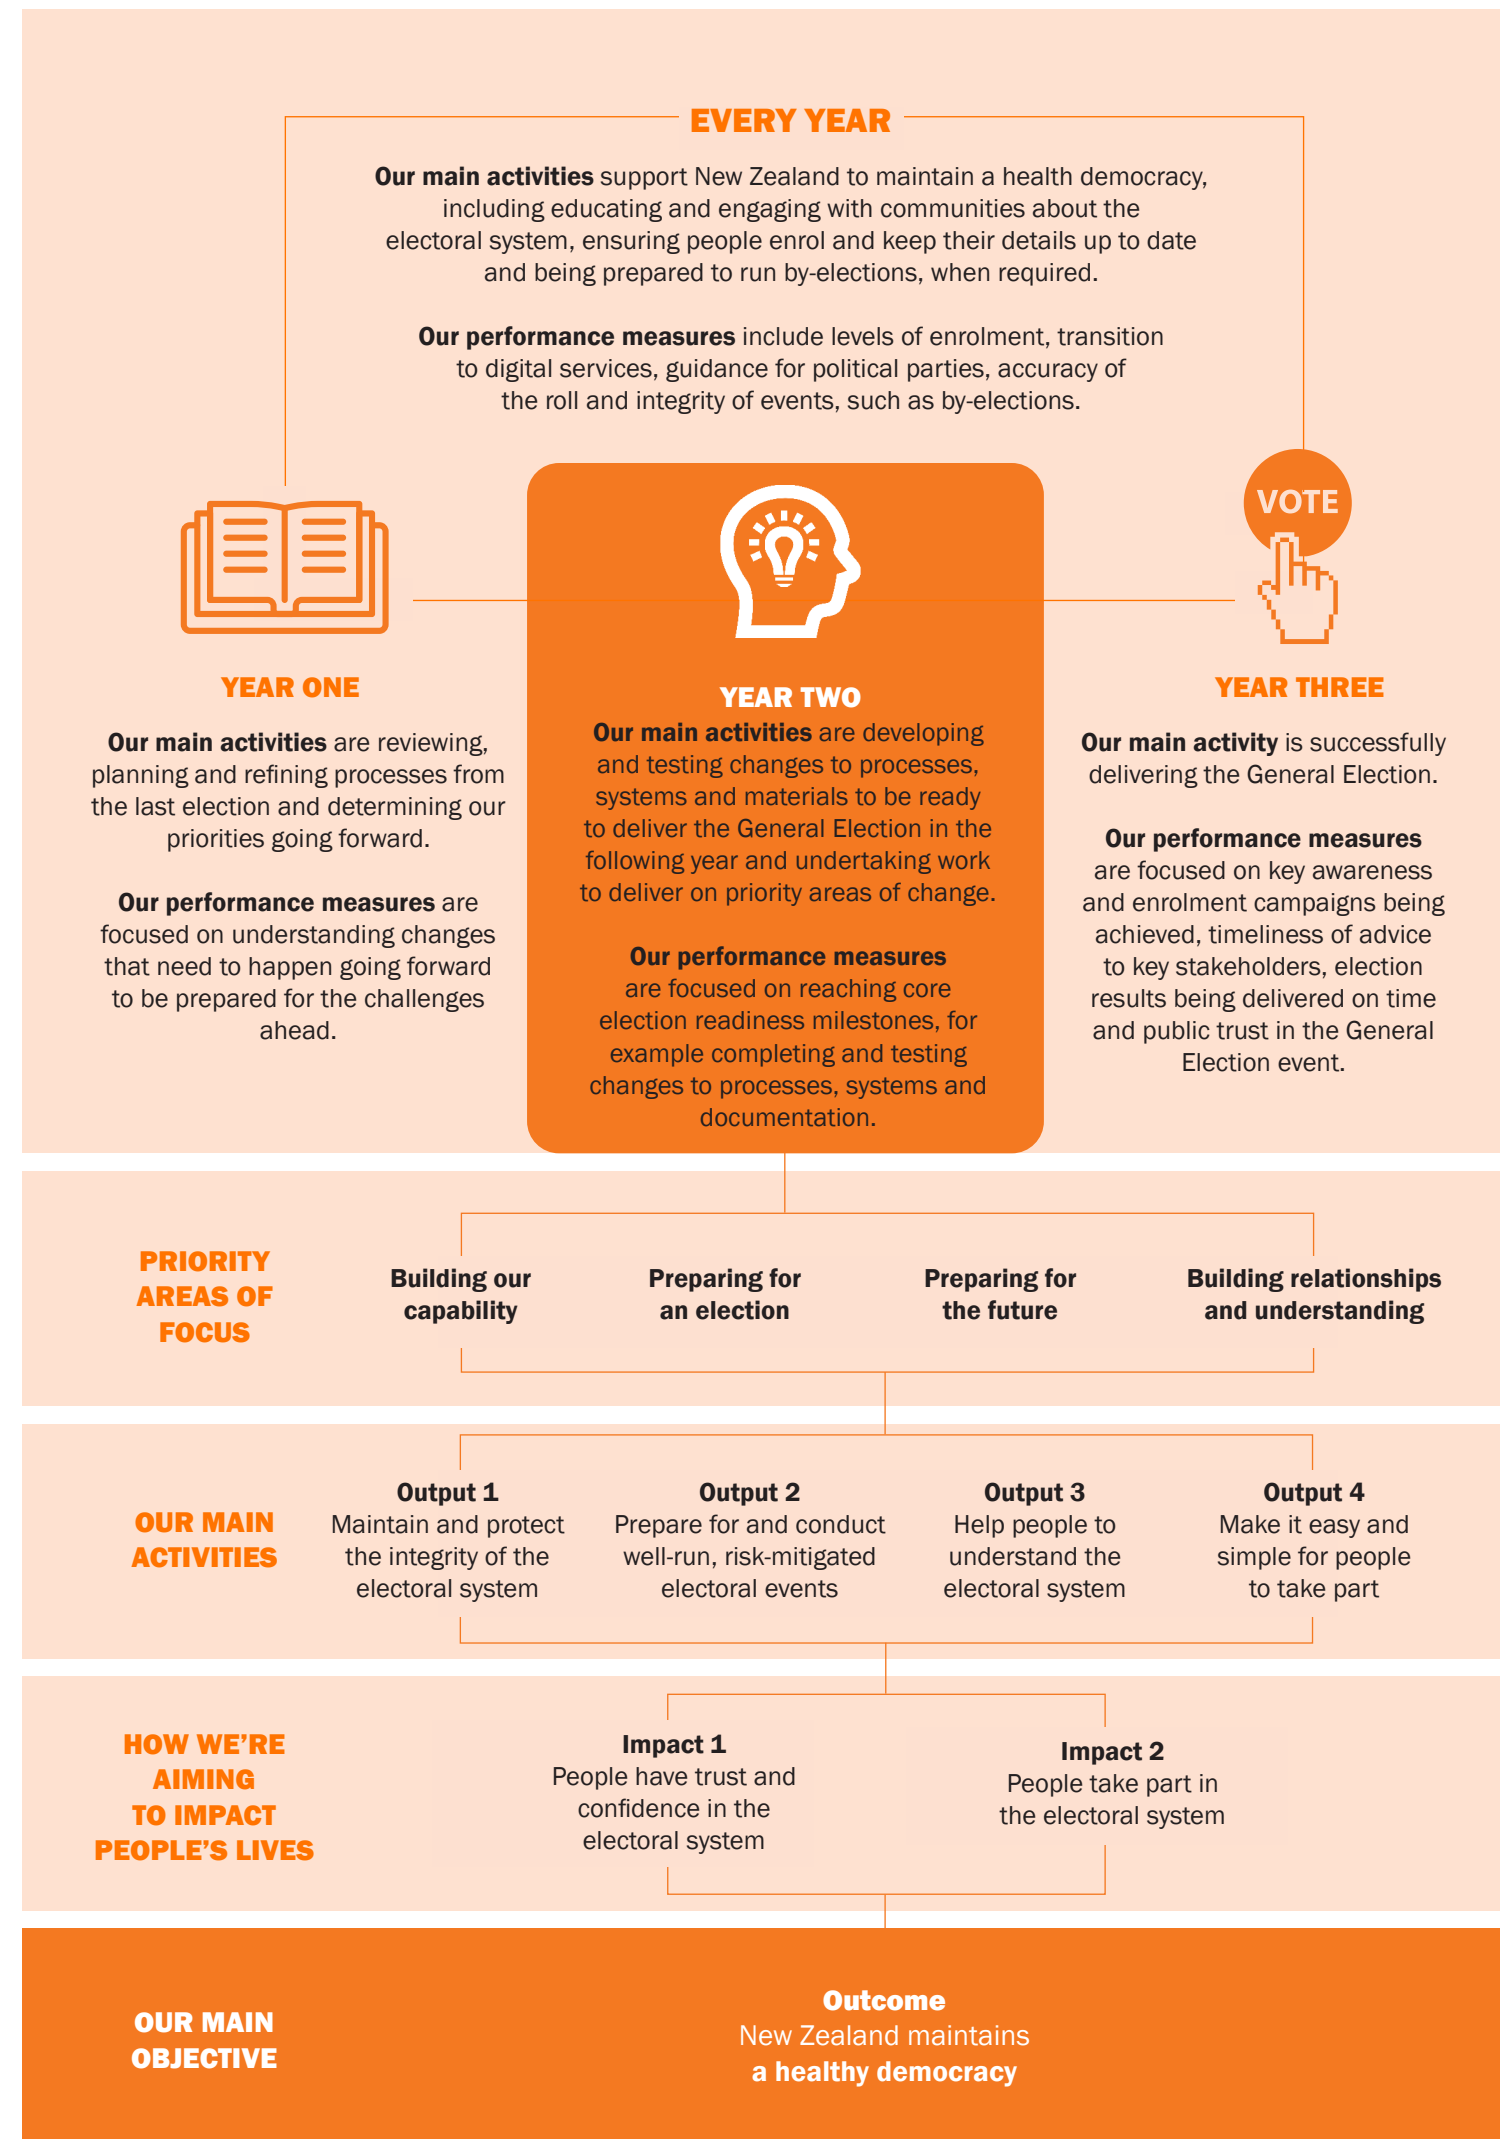 EVERY YEAR
Our main activities support New Zealand to maintain a health democracy,
including educating and engaging with communities about the
electoral system, ensuring people enrol and keep their details up to date
and being prepared to run by-elections, when required.
Our performance measures include levels of enrolment, transition
to digital services, guidance for political parties, accuracy of
the roll and integrity of events, such as by-elections.
YEAR ONE
Our main activities are reviewing,
planning and refining processes from
the last election and determining our
priorities going forward.
Our performance measures are
focused on understanding changes
that need to happen going forward
to be prepared for the challenges
ahead.
YEAR TWO
Our main activities are developing
and testing changes to processes,
systems and materials to be ready
to deliver the General Election in the
following year and undertaking work
to deliver on priority areas of change.
Our performance measures
are focused on reaching core
election readiness milestones, for
example completing and testing
changes to processes, systems and
documentation.
VOTE
YEAR THREE
Our main activity is successfully
delivering the General Election.
Our performance measures
are focused on key awareness
and enrolment campaigns being
achieved, timeliness of advice
to key stakeholders, election
results being delivered on time
and public trust in the General
Election event.
PRIORITY
AREAS OF
FOCUS
Building our
capability
Preparing for
an election
Preparing for
the future
Building relationships
and understanding
OUR MAIN
ACTIVITIES
Output 1
Maintain and protect
the integrity of the
electoral system
Output 2
Prepare for and conduct
well-run, risk-mitigated
electoral events
Output 3
Help people to
understand the
electoral system
Output 4
Make it easy and
simple for people
to take part
HOW WE'RE
AIMING
TO IMPACT
PEOPLE'S LIVES
Impact 1
People have trust and
confidence in the
electoral system
Impact 2
People take part in
the electoral system
OUR MAIN
OBJECTIVE
Outcome
New Zealand maintains
a healthy democracy